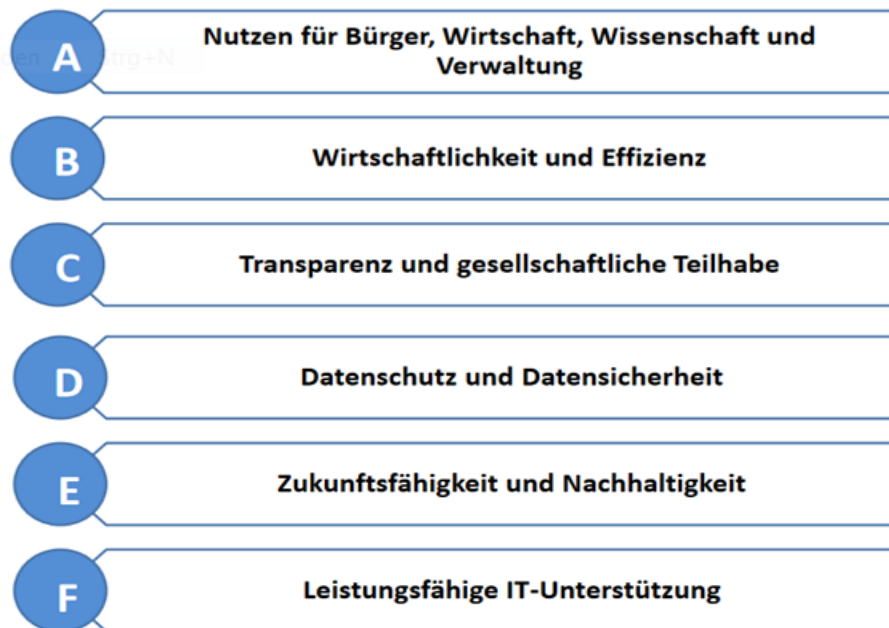 A
Nutzen für Bürger, Wirtschaft, Wissenschaft und
Verwaltung
B
Wirtschaftlichkeit und Effizienz
C
Transparenz und gesellschaftliche Teilhabe
D
Datenschutz und Datensicherheit
E
Zukunftsfähigkeit und Nachhaltigkeit
F
Leistungsfähige IT-Unterstützung